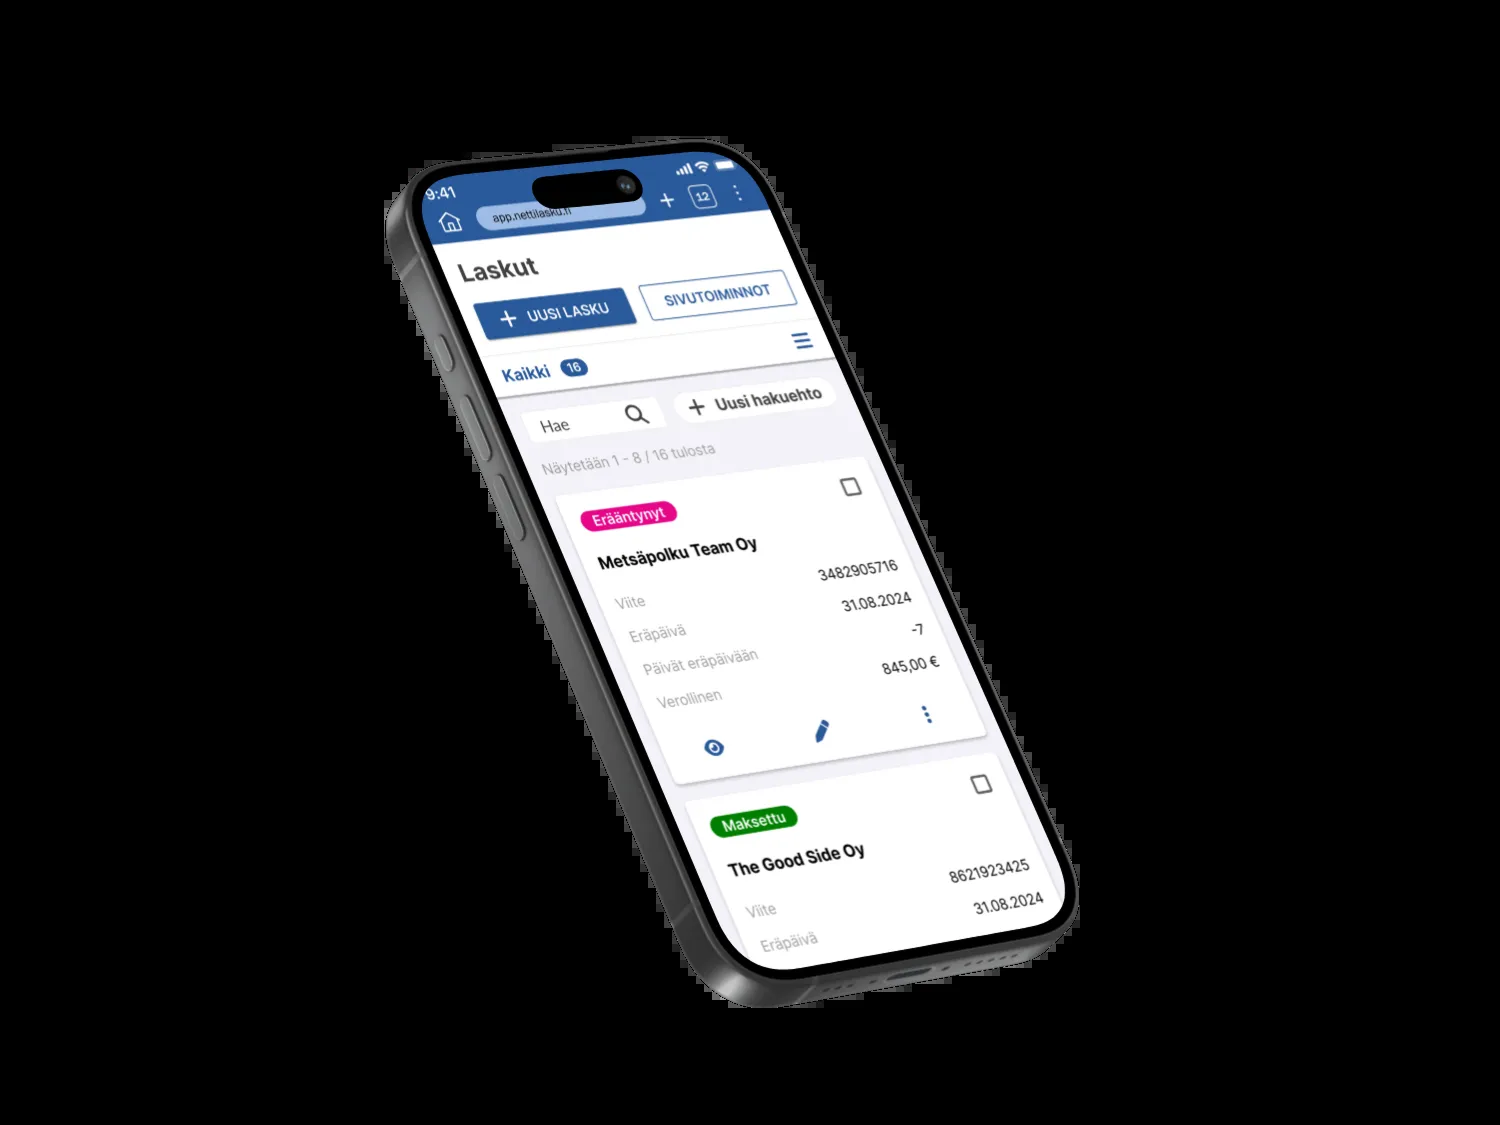 9:41
app.nettilasku.fi
12
Laskut
UUSI LASKU
SIVUTOIMINNOT
Kaikki 16
Hae
Uusi hakuehto
Näytetään 1 - 8 / 16 tulosta
Erääntynyt
Metsäpolku Team Oy
Viite 3482905716
Eräpäivä 31.08.2024
Päivät eräpäivään -7
Verollinen 845,00 €
Maksettu
The Good Side Oy
Viite 8621923425
Eräpäivä 31.08.2024